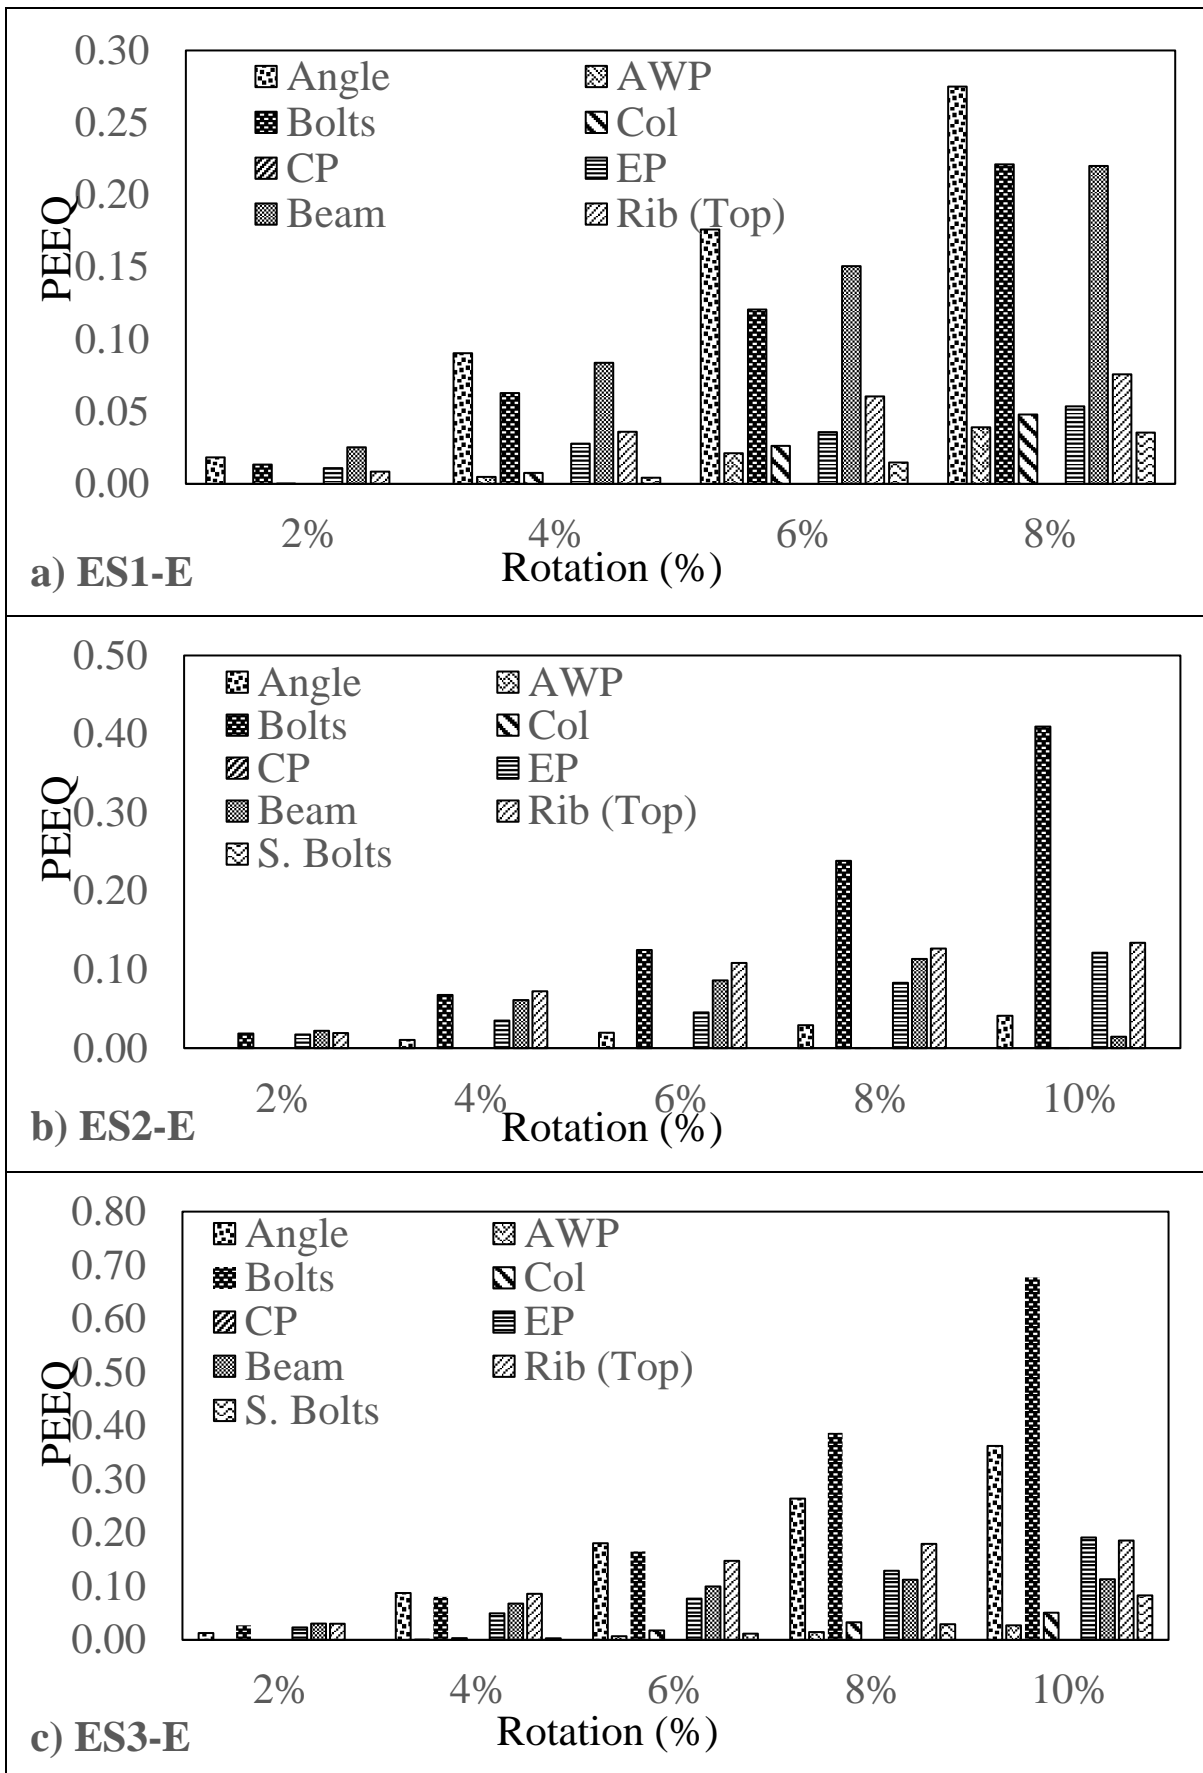 0.30
0.25
0.20
0.15
0.10
0.05
0.00
PEEQ
Angle AWP
Bolts Col
CP EP
Beam Rib (Top)
2% 4% 6% 8%
Rotation (%)
a) ES1-E
0.50
0.40
0.30
0.20
0.10
0.00
PEEQ
Angle AWP
Bolts Col
CP EP
Beam Rib (Top)
S. Bolts
2% 4% 6% 8% 10%
Rotation (%)
b) ES2-E
0.80
0.70
0.60
0.50
0.40
0.30
0.20
0.10
0.00
PEEQ
Angle AWP
Bolts Col
CP EP
Beam Rib (Top)
S. Bolts
2% 4% 6% 8% 10%
Rotation (%)
c) ES3-E